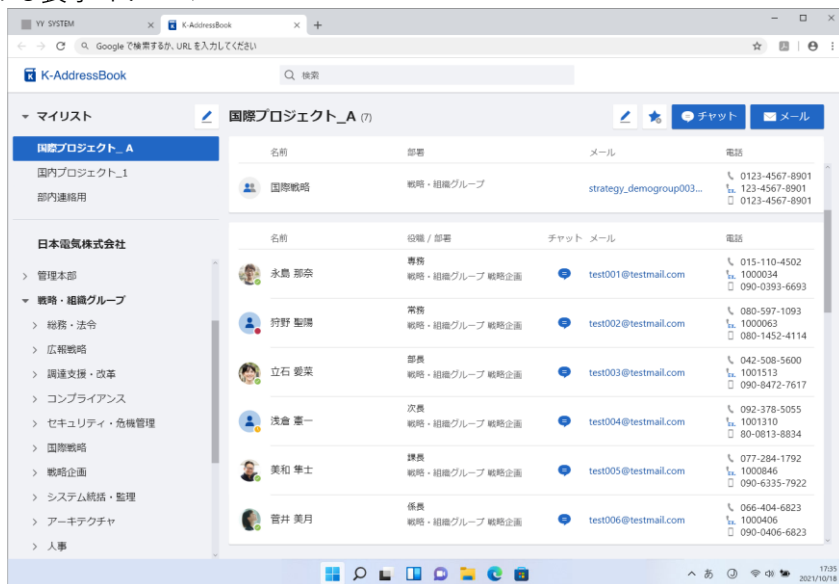 YY SYSTEM
K-AddressBook
Google で検索するか、URL を入力してください
K-AddressBook
検索
マイリスト
国際プロジェクト_A (7)
チャット
メール
国際プロジェクト_ A
国内プロジェクト_1
部内連絡用
名前 部署 メール 電話
国際戦略
戦略・組織グループ
strategy_demogroup003...
0123-4567-8901
123-4567-8901
0123-4567-8901
日本電気株式会社
管理本部
戦略・組織グループ
総務・法令
広報戦略
調達支援・改革
コンプライアンス
セキュリティ・危機管理
国際戦略
戦略企画
システム統括・監理
アーキテクチャ
人事
名前 役職 / 部署 チャット メール 電話
永島 那奈
専務
戦略・組織グループ 戦略企画
test001@testmail.com
015-110-4502
1000034
090-0393-6693
狩野 聖陽
常務
戦略・組織グループ 戦略企画
test002@testmail.com
080-597-1093
1000063
080-1452-4114
立石 愛菜
部長
戦略・組織グループ 戦略企画
test003@testmail.com
042-508-5600
1001513
090-8472-7617
浅倉 憲一
次長
戦略・組織グループ 戦略企画
test004@testmail.com
092-378-5055
1001310
80-0813-8834
美和 隼士
課長
戦略・組織グループ 戦略企画
test005@testmail.com
077-284-1792
1000846
090-6335-7922
菅井 美月
係長
戦略・組織グループ 戦略企画
test006@testmail.com
066-404-6823
1000406
090-0406-6823
あ
17:35
2021/10/18